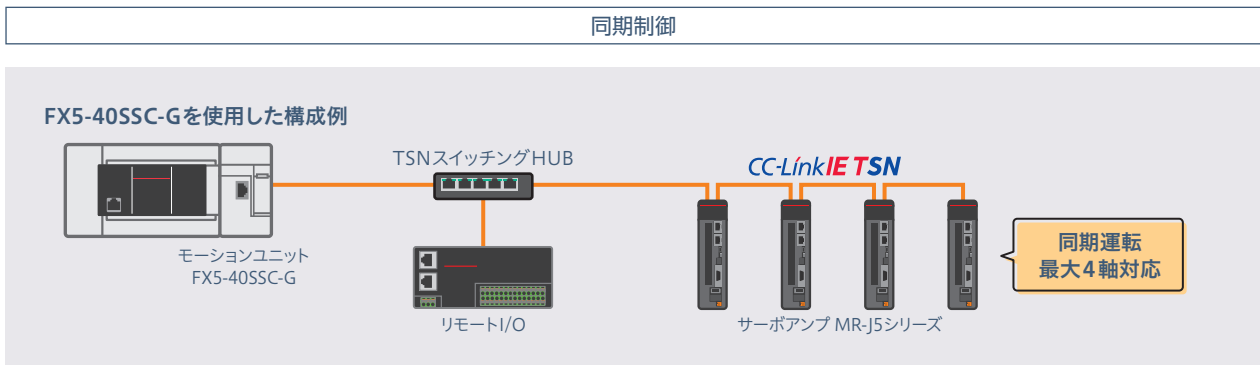 同期制御
FX5-40SSC-Gを使用した構成例
TSNスイッチングHUB
CC-Link IE TSN
モーションユニット
FX5-40SSC-G
同期運転
最大4軸対応
リモートI/O
サーボアンプ MR-J5シリーズ